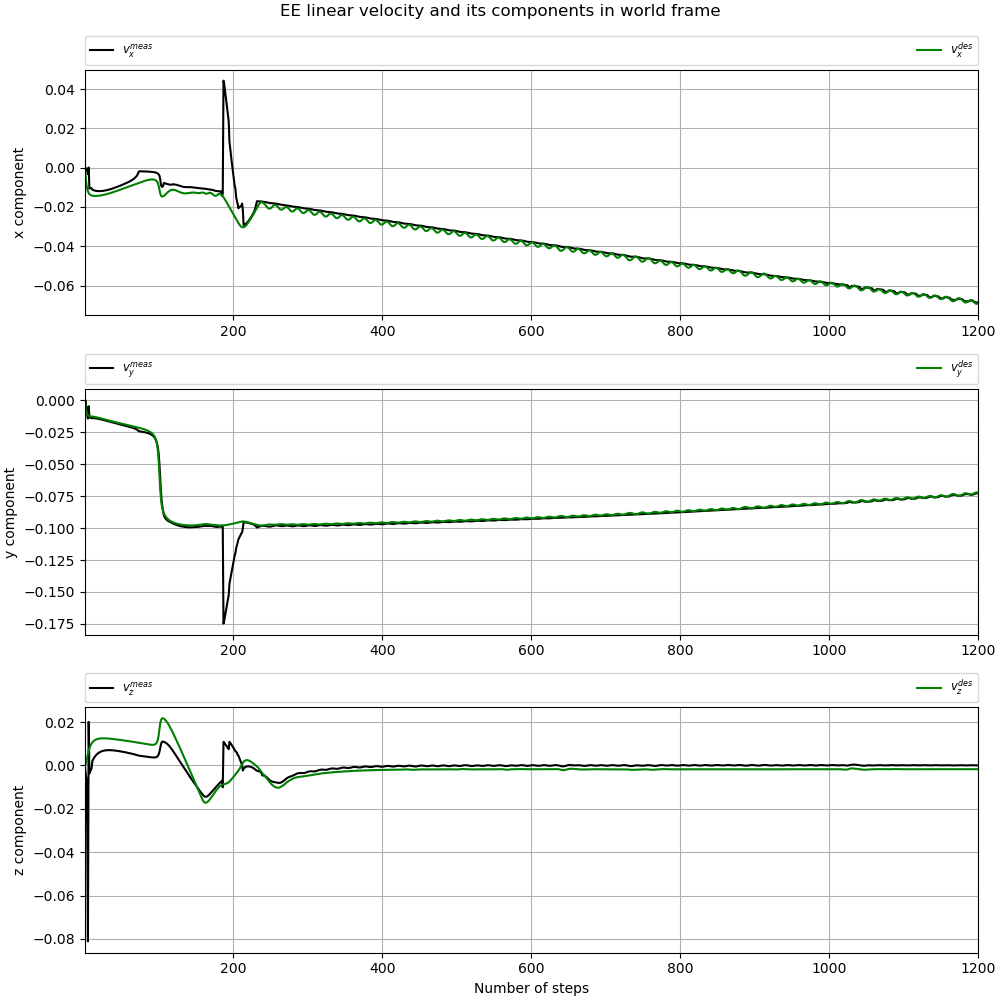 EE linear velocity and its components in world frame
v_x^meas v_x^des
0.04
0.02
0.00
−0.02
−0.04
−0.06
x component
200 400 600 800 1000 1200
v_y^meas v_y^des
0.000
−0.025
−0.050
−0.075
−0.100
−0.125
−0.150
−0.175
y component
200 400 600 800 1000 1200
v_z^meas v_z^des
0.02
0.00
−0.02
−0.04
−0.06
−0.08
z component
200 400 600 800 1000 1200
Number of steps